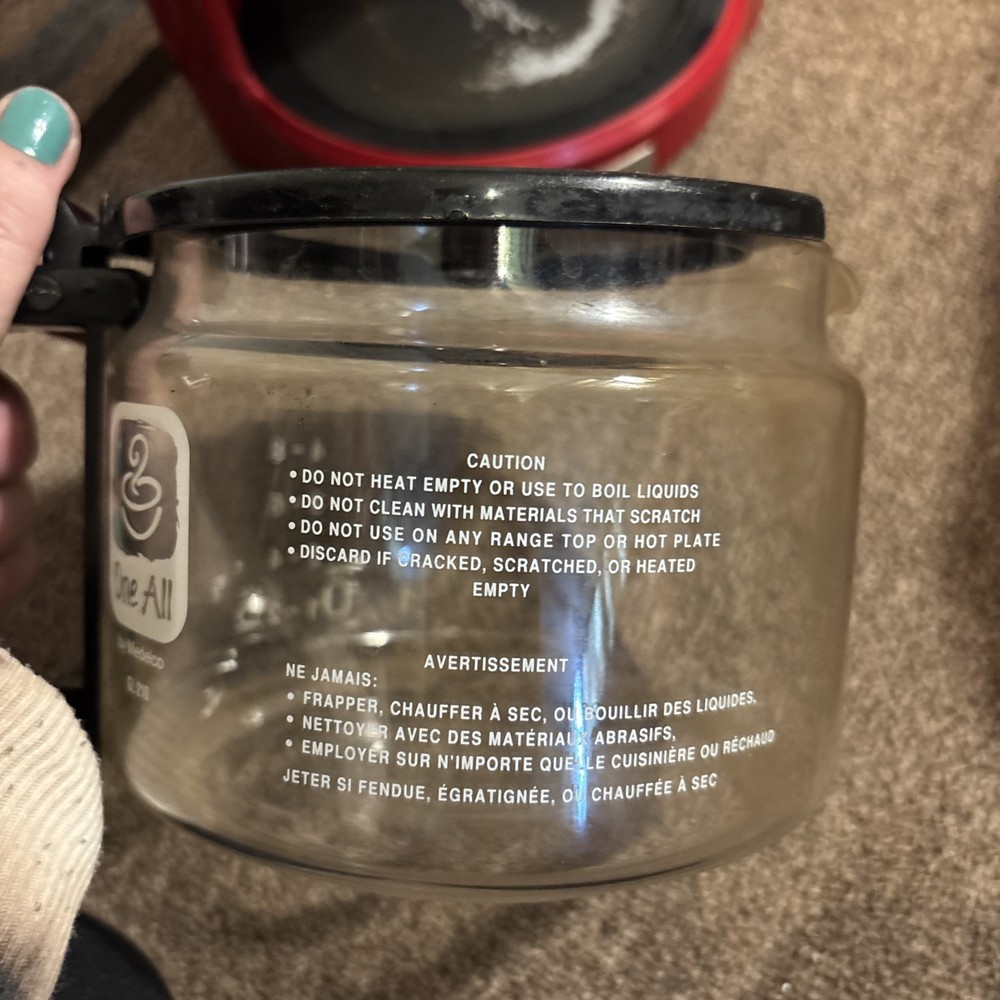 CAUTION
• DO NOT HEAT EMPTY OR USE TO BOIL LIQUIDS
• DO NOT CLEAN WITH MATERIALS THAT SCRATCH
• DO NOT USE ON ANY RANGE TOP OR HOT PLATE
• DISCARD IF CRACKED, SCRATCHED, OR HEATED
EMPTY
One All
by Medelco
AVERTISSEMENT
NE JAMAIS:
• FRAPPER, CHAUFFER À SEC, OU BOUILLIR DES LIQUIDES,
• NETTOYER AVEC DES MATÉRIAUX ABRASIFS,
• EMPLOYER SUR N'IMPORTE QUELLE CUISINIÈRE OU RÉCHAUD
JETER SI FENDUE, ÉGRATIGNÉE, OU CHAUFFÉE À SEC